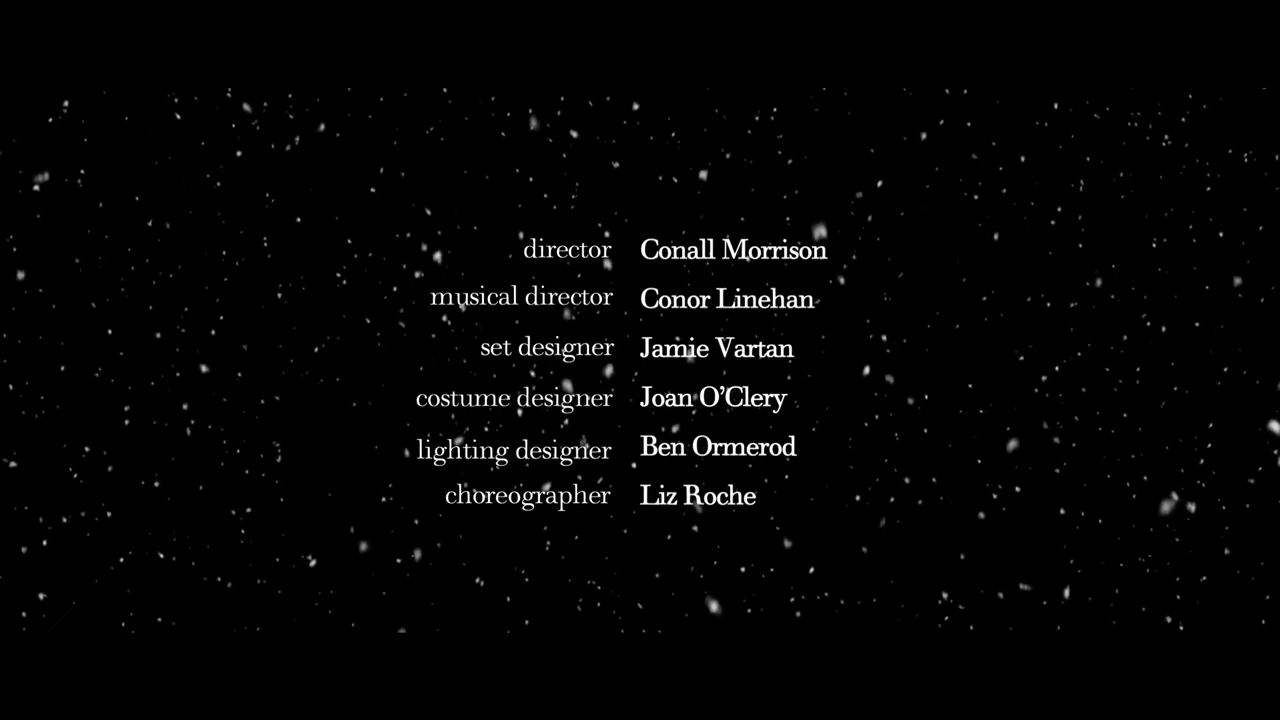 director Conall Morrison
musical director Conor Linehan
set designer Jamie Vartan
costume designer Joan O’Clery
lighting designer Ben Ormerod
choreographer Liz Roche